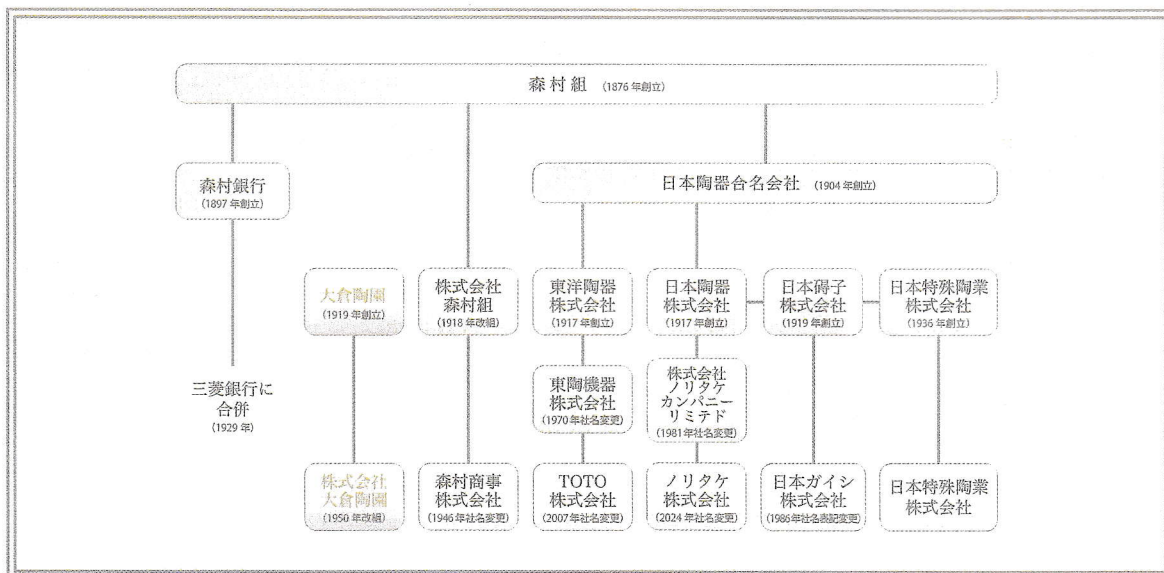 森村組 (1876年創立)
森村銀行
(1897年創立)
日本陶器合名会社 (1904年創立)
大倉陶園
(1919年創立)
株式会社
森村組
(1918年改組)
東洋陶器
株式会社
(1917年創立)
日本陶器
株式会社
(1917年創立)
日本碍子
株式会社
(1919年創立)
日本特殊陶業
株式会社
(1936年創立)
三菱銀行に
合併
(1929年)
東陶機器
株式会社
(1970年社名変更)
株式会社
ノリタケ
カンパニー
リミテド
(1981年社名変更)
株式会社
大倉陶園
(1950年改組)
森村商事
株式会社
(1946年社名変更)
TOTO
株式会社
(2007年社名変更)
ノリタケ
株式会社
(2024年社名変更)
日本ガイシ
株式会社
(1986年社名表記変更)
日本特殊陶業
株式会社